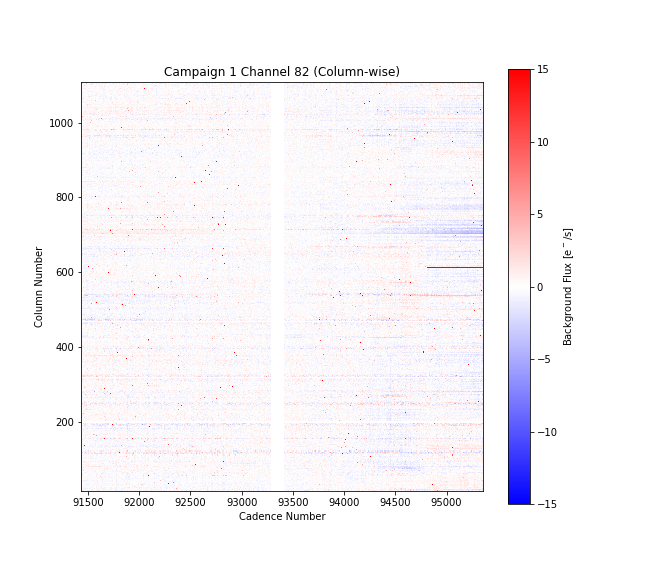 Campaign 1 Channel 82 (Column-wise)
1000
800
600
400
200
Column Number
91500 92000 92500 93000 93500 94000 94500 95000
Cadence Number
15
10
5
0
−5
−10
−15
Background Flux [e⁻/s]